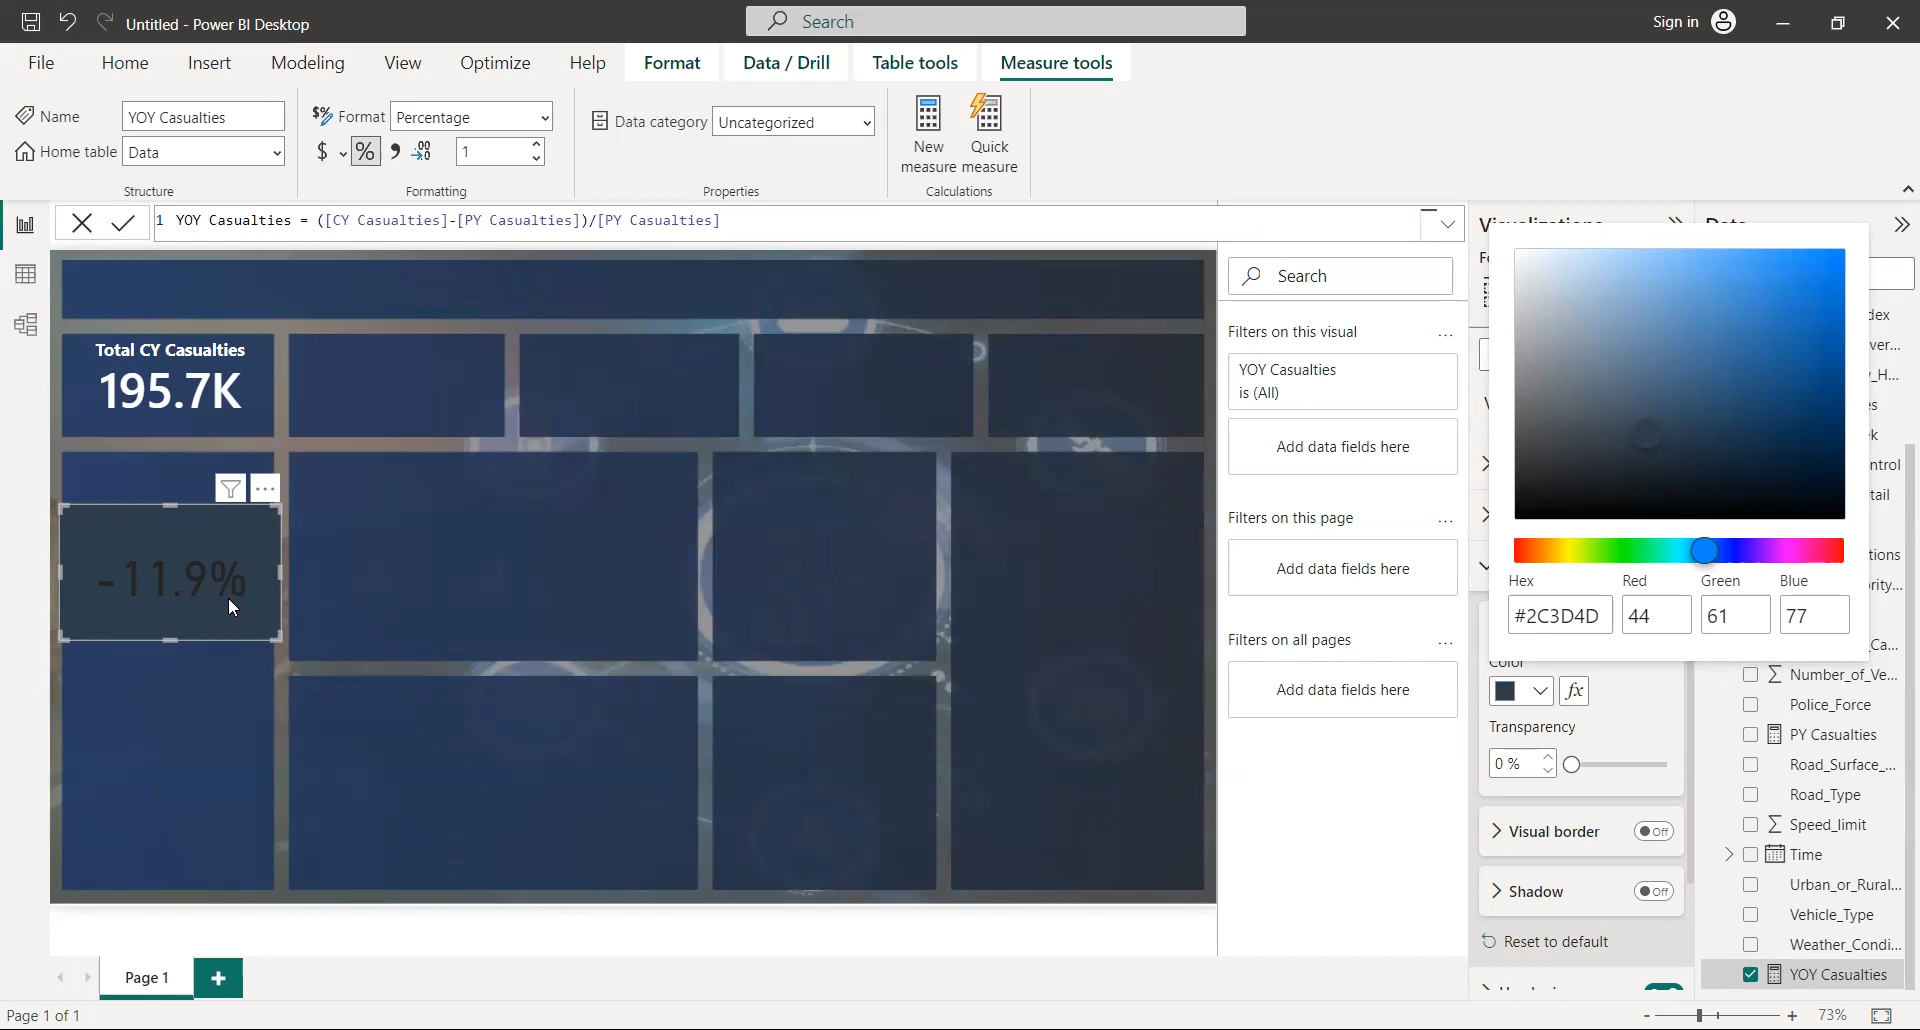 Untitled - Power BI Desktop
Search
Sign in
File Home Insert Modeling View Optimize Help Format Data / Drill Table tools Measure tools
Name YOY Casualties
Home table Data
Structure
$% Format Percentage
$ % , .00 1
Formatting
Data category Uncategorized
Properties
New measure
Quick measure
Calculations
1 YOY Casualties = ([CY Casualties]-[PY Casualties])/[PY Casualties]
Total CY Casualties
195.7K
-11.9%
Search
Filters on this visual ...
YOY Casualties
is (All)
Add data fields here
Filters on this page ...
Add data fields here
Filters on all pages ...
Add data fields here
Hex Red Green Blue
#2C3D4D 44 61 77
Color
fx
Transparency
0 %
Visual border Off
Shadow Off
Reset to default
Number_of_Ve...
Police_Force
PY Casualties
Road_Surface_...
Road_Type
Speed_limit
Time
Urban_or_Rural...
Vehicle_Type
Weather_Condi...
YOY Casualties
Page 1
Page 1 of 1
- + 73%